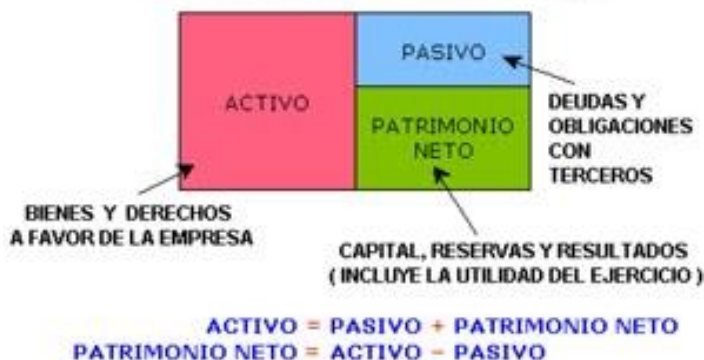 ACTIVO
PASIVO
PATRIMONIO
NETO
DEUDAS Y
OBLIGACIONES
CON
TERCEROS
BIENES Y DERECHOS
A FAVOR DE LA EMPRESA
CAPITAL, RESERVAS Y RESULTADOS
( INCLUYE LA UTILIDAD DEL EJERCICIO )
ACTIVO = PASIVO + PATRIMONIO NETO
PATRIMONIO NETO = ACTIVO - PASIVO